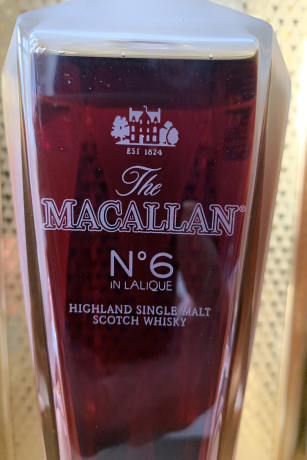 EST 1824
The
MACALLAN®
N°6
IN LALIQUE
HIGHLAND SINGLE MALT
SCOTCH WHISKY